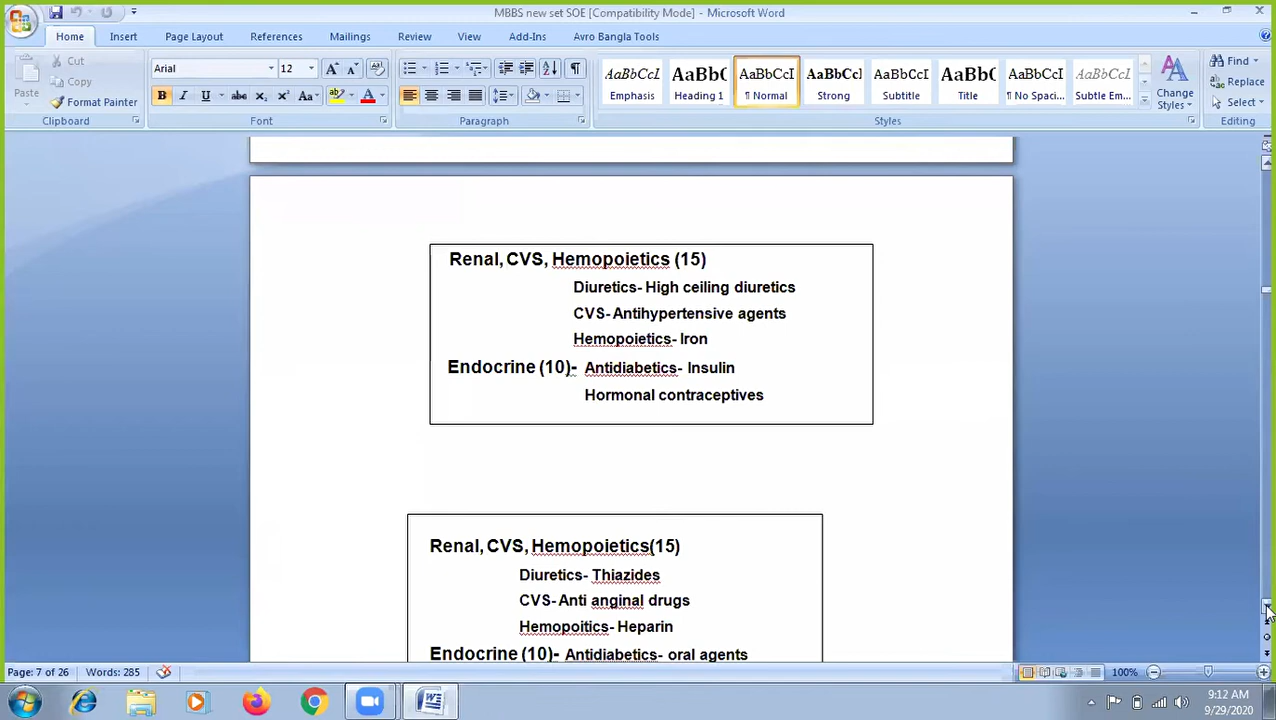 MBBS new set SOE [Compatibility Mode] - Microsoft Word
Home Insert Page Layout References Mailings Review View Add-Ins Avro Bangla Tools
Paste
Cut
Copy
Format Painter
Clipboard
Arial 12
B I U abc x₂ x² Aa
Font
Paragraph
AaBbCcI AaBbC AaBbCcI AaBbCcI AaBbCcI AaBbC AaBbCcI AaBbCcI
Emphasis Heading 1 ¶ Normal Strong Subtitle Title ¶ No Spaci... Subtle Em...
Change Styles
Styles
Find
Replace
Select
Editing
Renal, CVS, Hemopoietics (15)
Diuretics- High ceiling diuretics
CVS- Antihypertensive agents
Hemopoietics- Iron
Endocrine (10)- Antidiabetics- Insulin
Hormonal contraceptives
Renal, CVS, Hemopoietics(15)
Diuretics- Thiazides
CVS- Anti anginal drugs
Hemopoitics- Heparin
Endocrine (10)- Antidiabetics- oral agents
Page: 7 of 26 Words: 285 100%
9:12 AM
9/29/2020